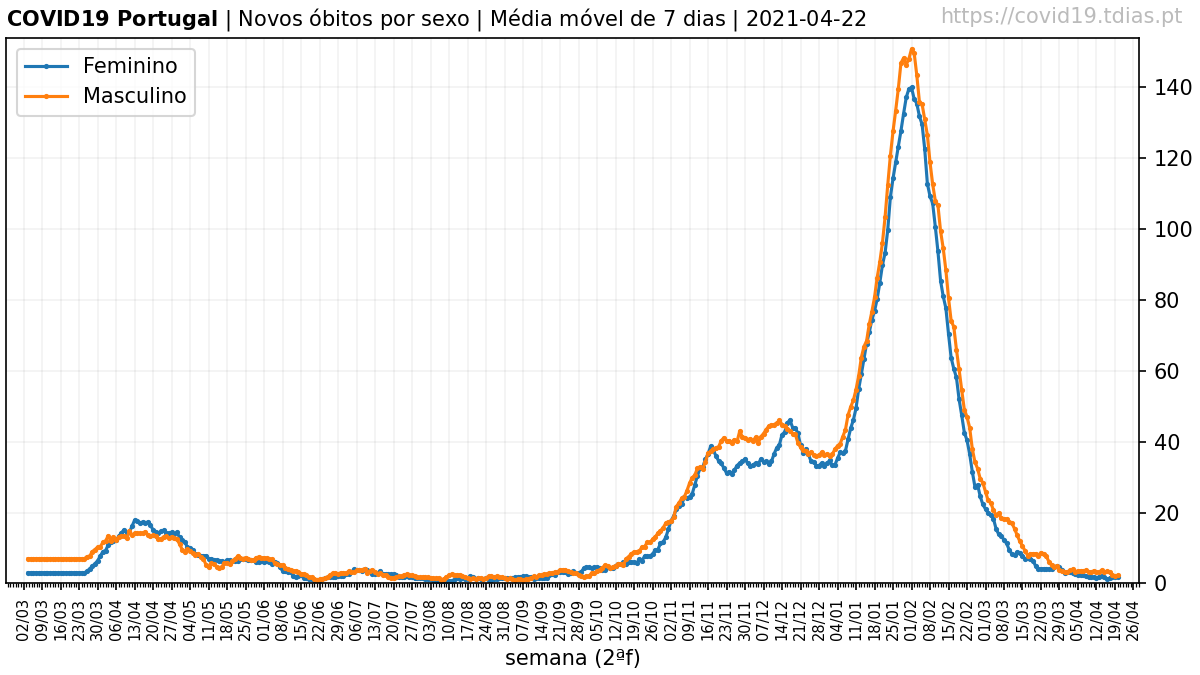 COVID19 Portugal | Novos óbitos por sexo | Média móvel de 7 dias | 2021-04-22
https://covid19.tdias.pt
Feminino
Masculino
140
120
100
80
60
40
20
0
02/03 09/03 16/03 23/03 30/03 06/04 13/04 20/04 27/04 04/05 11/05 18/05 25/05 01/06 08/06 15/06 22/06 29/06 06/07 13/07 20/07 27/07 03/08 10/08 17/08 24/08 31/08 07/09 14/09 21/09 28/09 05/10 12/10 19/10 26/10 02/11 09/11 16/11 23/11 30/11 07/12 14/12 21/12 28/12 04/01 11/01 18/01 25/01 01/02 08/02 15/02 22/02 01/03 08/03 15/03 22/03 29/03 05/04 12/04 19/04 26/04
semana (2ªf)